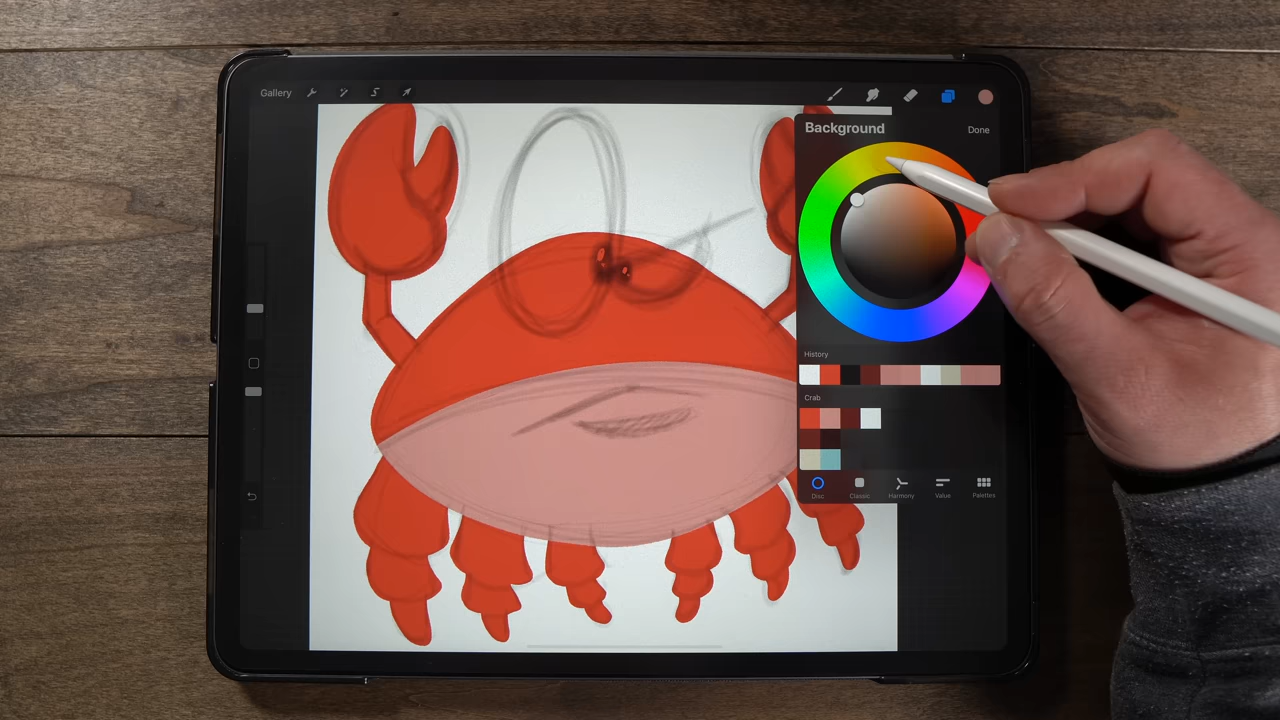 Gallery
Background Done
History
Crab
Disc Classic Harmony Value Palettes